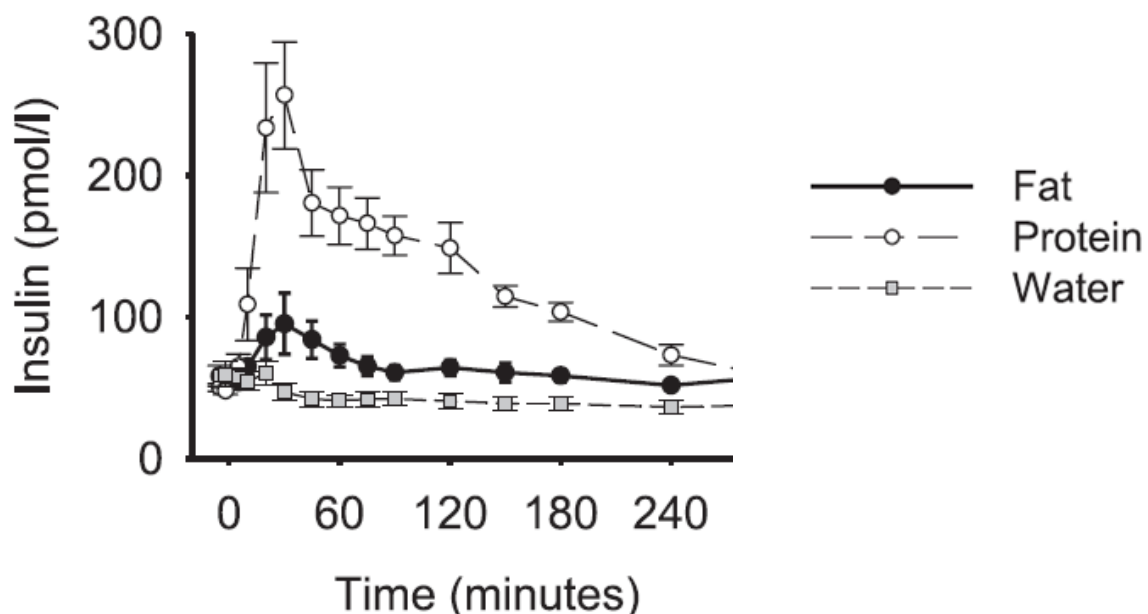 300
200
100
0
Insulin (pmol/l)
0 60 120 180 240
Time (minutes)
Fat
Protein
Water